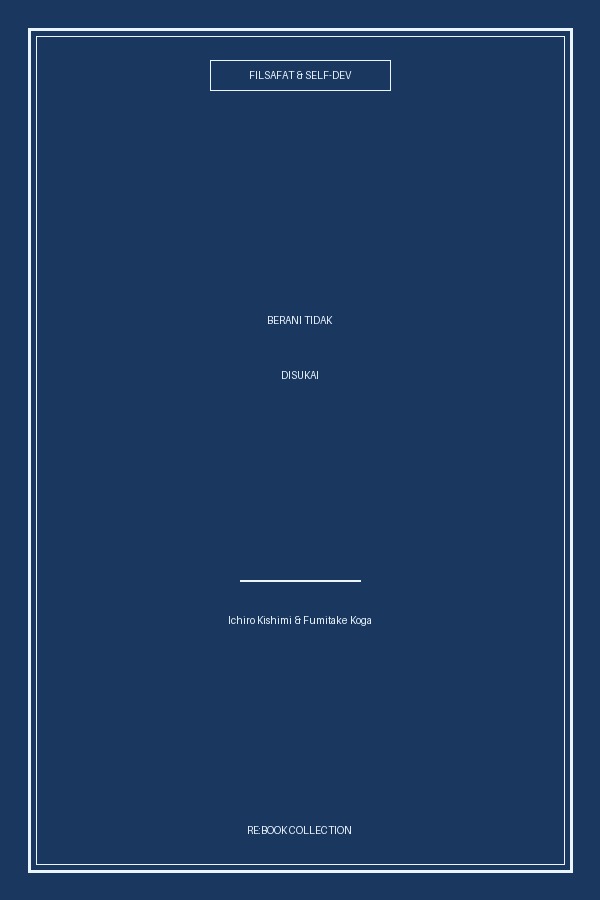 FILSAFAT & SELF-DEV
BERANI TIDAK
DISUKAI
Ichiro Kishimi & Fumitake Koga
RE:BOOK COLLECTION